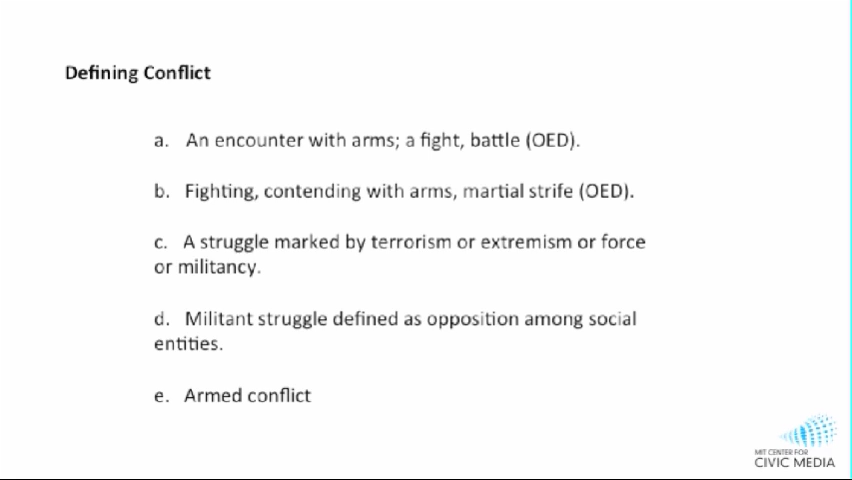 Defining Conflict
a. An encounter with arms; a fight, battle (OED).
b. Fighting, contending with arms, martial strife (OED).
c. A struggle marked by terrorism or extremism or force
or militancy.
d. Militant struggle defined as opposition among social
entities.
e. Armed conflict
MIT CENTER FOR
CIVIC MEDIA